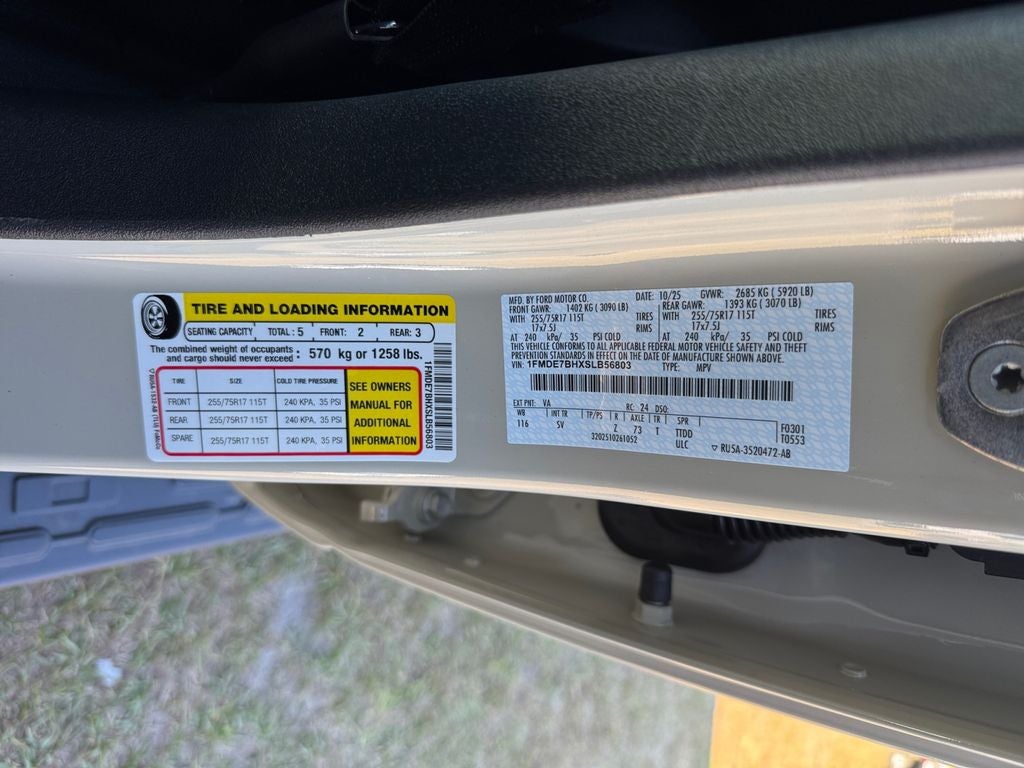 TIRE AND LOADING INFORMATION
SEATING CAPACITY TOTAL : 5 FRONT: 2 REAR: 3
The combined weight of occupants and cargo should never exceed : 570 kg or 1258 lbs.
TIRE SIZE COLD TIRE PRESSURE
FRONT 255/75R17 115T 240 KPA, 35 PSI
REAR 255/75R17 115T 240 KPA, 35 PSI
SPARE 255/75R17 115T 240 KPA, 35 PSI
SEE OWNERS
MANUAL FOR
ADDITIONAL
INFORMATION
1FMDE7BHXSLB56803
MFD. BY FORD MOTOR CO. DATE: 10/25 GVWR: 2685 KG ( 5920 LB)
FRONT GAWR: 1402 KG ( 3090 LB) REAR GAWR: 1393 KG ( 3070 LB)
WITH 255/75R17 115T TIRES WITH 255/75R17 115T TIRES
17x7.5J RIMS 17x7.5J RIMS
AT 240 kPa/ 35 PSI COLD AT 240 kPa/ 35 PSI COLD
THIS VEHICLE CONFORMS TO ALL APPLICABLE FEDERAL MOTOR VEHICLE SAFETY AND THEFT
PREVENTION STANDARDS IN EFFECT ON THE DATE OF MANUFACTURE SHOWN ABOVE.
VIN: 1FMDE7BHXSLB56803 TYPE: MPV
EXT PNT: VA RC: 24 DSO:
WB INT TR TP/PS R AXLE TR SPR
116 SV Z 73 T TTDD F0301
3202510261052 ULC T0553
▽ RU5A-3520472-AB